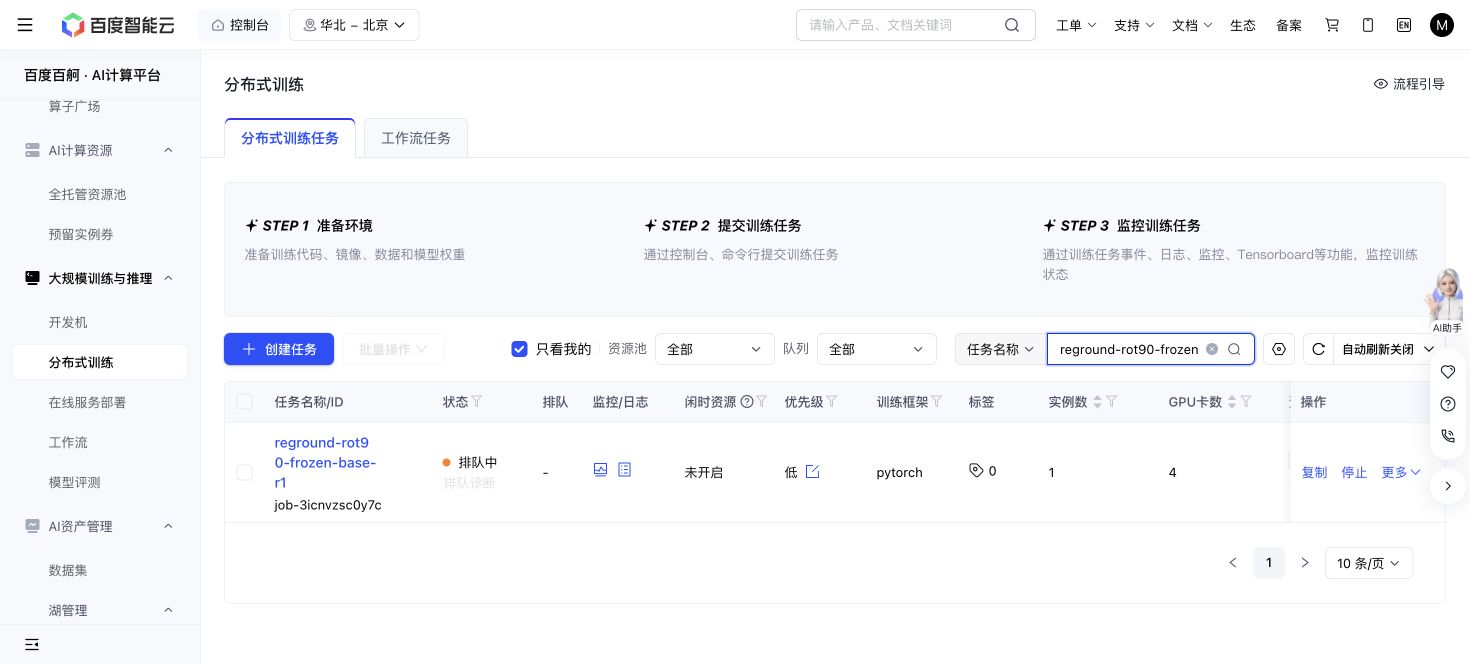 百度智能云
控制台
华北 – 北京
请输入产品、文档关键词
工单
支持
文档
生态
备案
EN
M
百度百舸 · AI计算平台
算子广场
AI计算资源
全托管资源池
预留实例券
大规模训练与推理
开发机
分布式训练
在线服务部署
工作流
模型评测
AI资产管理
数据集
湖管理
分布式训练
流程引导
分布式训练任务
工作流任务
STEP 1 准备环境
准备训练代码、镜像、数据和模型权重
STEP 2 提交训练任务
通过控制台、命令行提交训练任务
STEP 3 监控训练任务
通过训练任务事件、日志、监控、Tensorboard等功能，监控训练
状态
AI助手
创建任务
批量操作
只看我的
资源池
全部
队列
全部
任务名称
reground-rot90-frozen
自动刷新关闭
任务名称/ID
状态
排队
监控/日志
闲时资源
优先级
训练框架
标签
实例数
GPU卡数
操作
reground-rot9
0-frozen-base-
r1
job-3icnvzsc0y7c
排队中
排队诊断
-
未开启
低
pytorch
0
1
4
复制
停止
更多
1
10 条/页